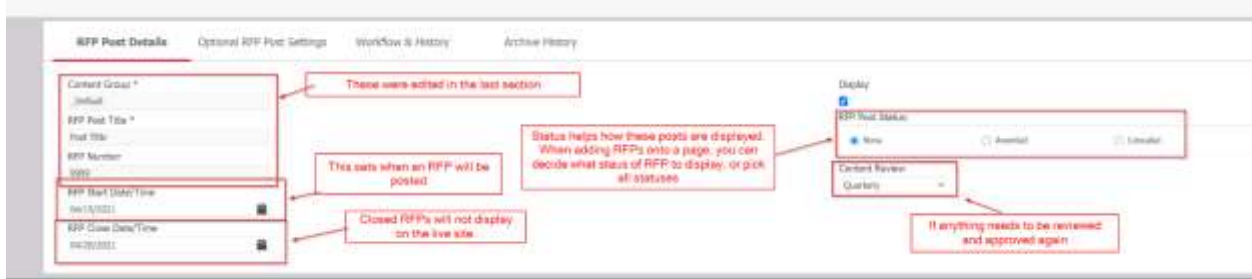 RFP Post Details Optional RFP Post Settings Workflow & History Archive History
Content Group *
_Default
RFP Post Title *
Post Title
RFP Number
9999
RFP Start Date/Time
04/13/2021
RFP Close Date/Time
04/20/2021
These were edited in the last section
This sets when an RFP will be
posted
Closed RFPs will not display
on the live site
Status helps how these posts are displayed.
When adding RFPs onto a page, you can
decide what staus of RFP to display, or pick
all statuses
Display
RFP Post Status
New Awarded Cancelled
Content Review
Quarterly
If anything needs to be reviewed
and approved again